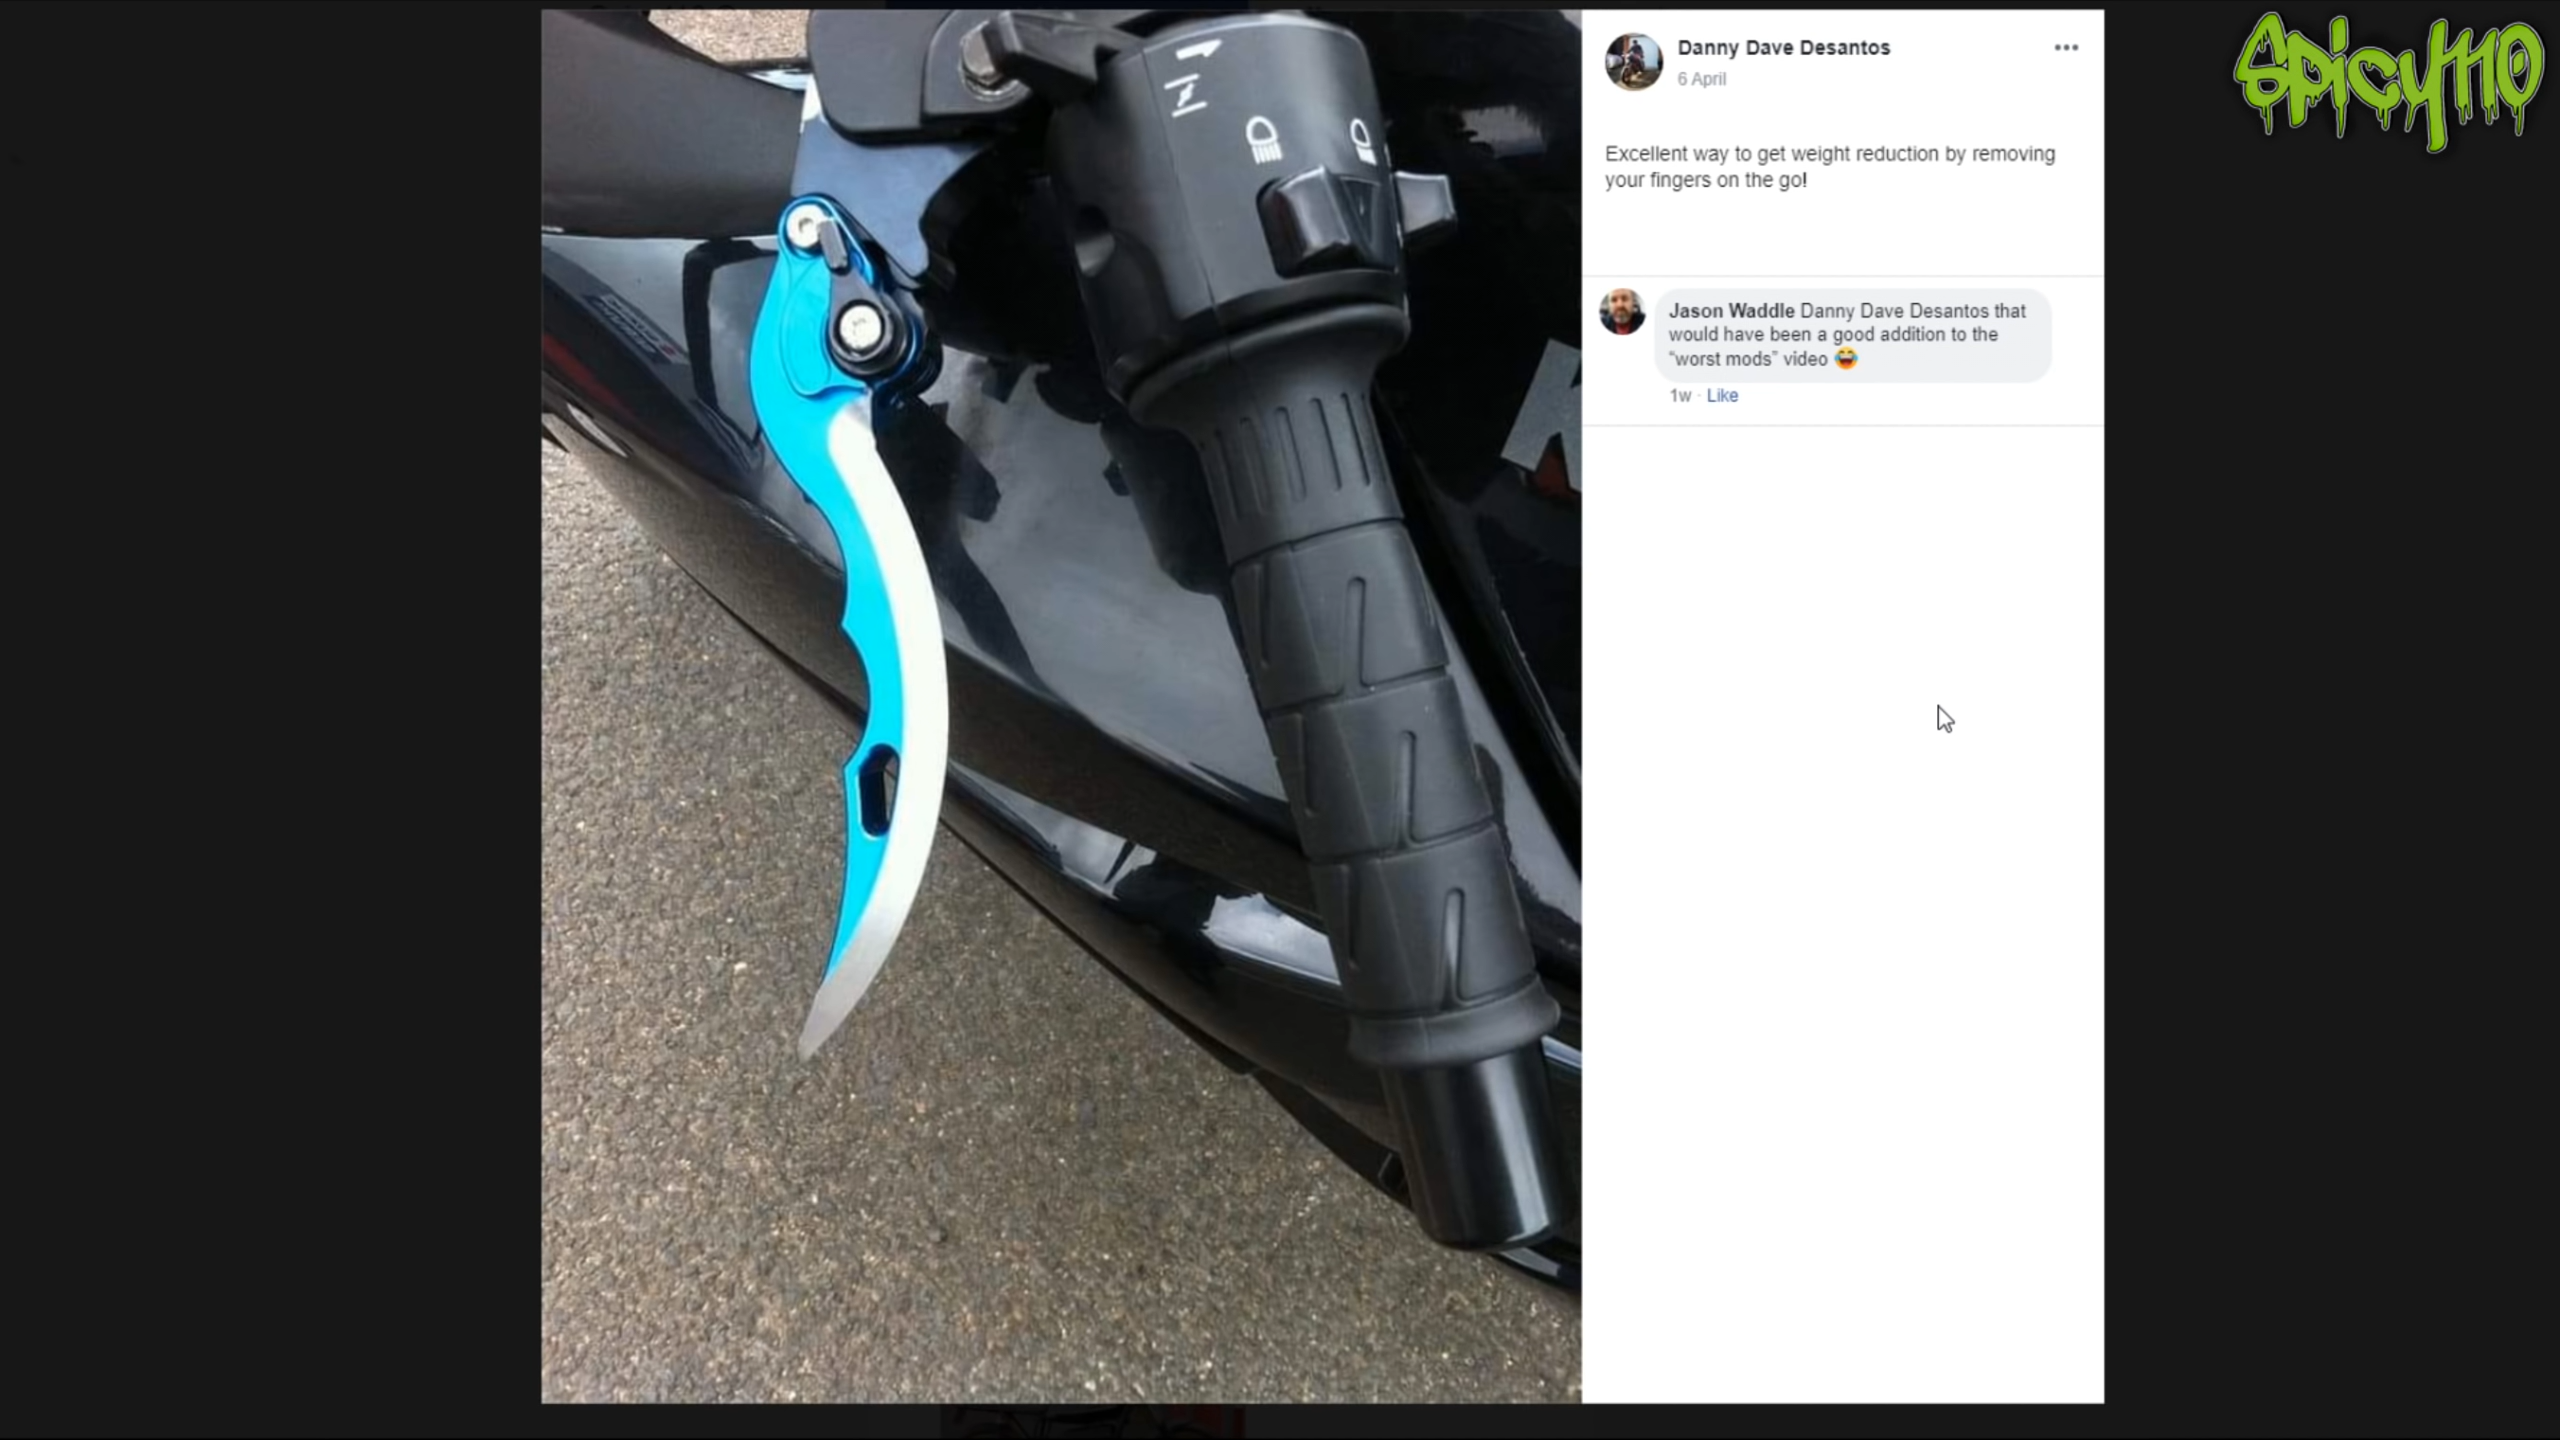 Spicy110
Danny Dave Desantos
6 April
Excellent way to get weight reduction by removing
your fingers on the go!
Jason Waddle Danny Dave Desantos that
would have been a good addition to the
“worst mods” video 😂
1w · Like
K